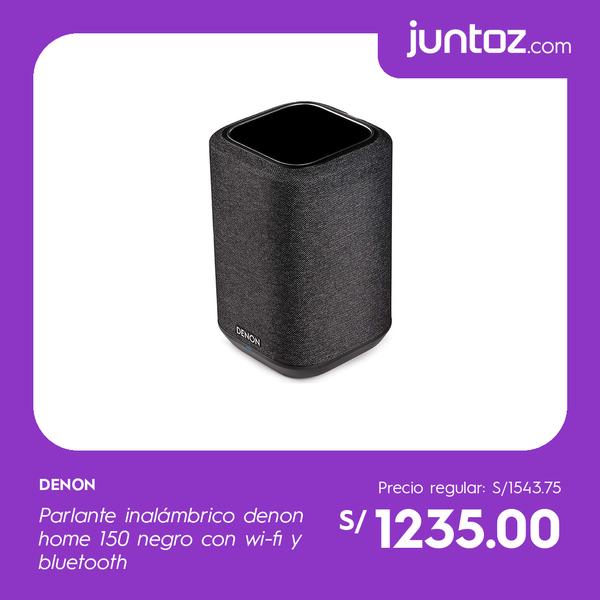 juntoz.com
DENON
DENON
Parlante inalámbrico denon
home 150 negro con wi-fi y
bluetooth
Precio regular: S/1543.75
S/1235.00